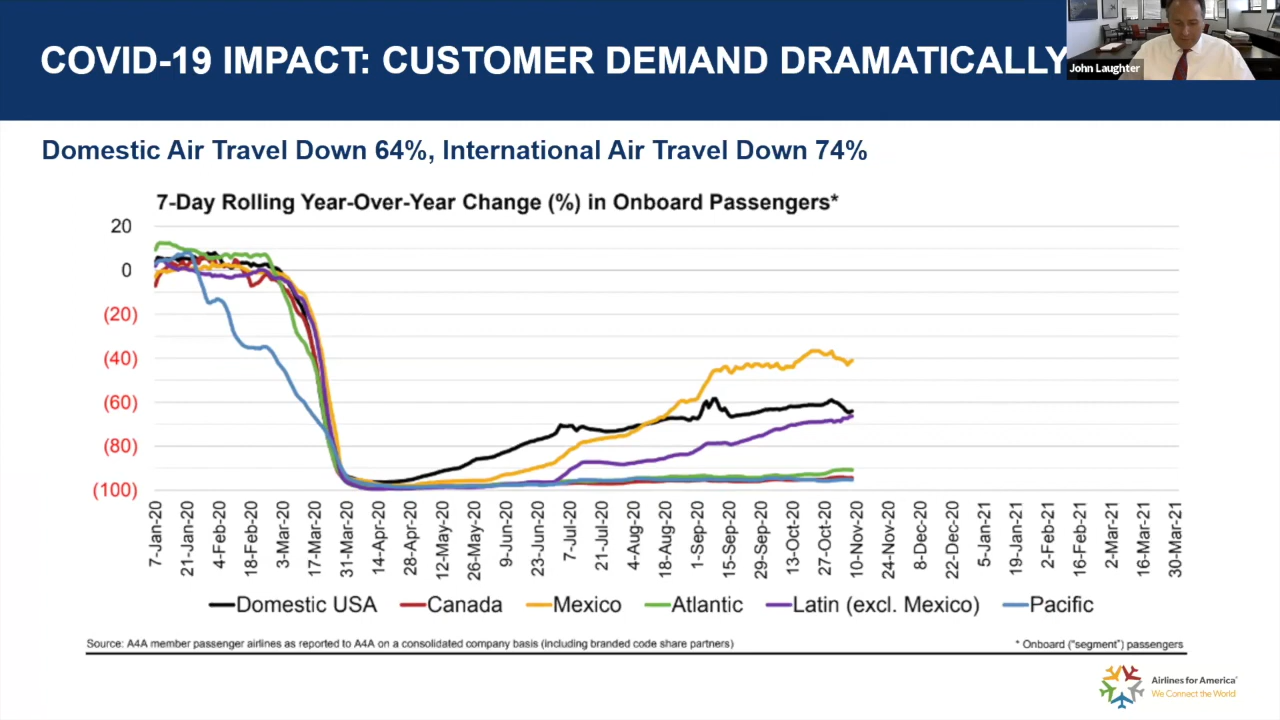 COVID-19 IMPACT: CUSTOMER DEMAND DRAMATICALLY
John Laughter
Domestic Air Travel Down 64%, International Air Travel Down 74%
7-Day Rolling Year-Over-Year Change (%) in Onboard Passengers*
20
0
(20)
(40)
(60)
(80)
(100)
7-Jan-20
21-Jan-20
4-Feb-20
18-Feb-20
3-Mar-20
17-Mar-20
31-Mar-20
14-Apr-20
28-Apr-20
12-May-20
26-May-20
9-Jun-20
23-Jun-20
7-Jul-20
21-Jul-20
4-Aug-20
18-Aug-20
1-Sep-20
15-Sep-20
29-Sep-20
13-Oct-20
27-Oct-20
10-Nov-20
24-Nov-20
8-Dec-20
22-Dec-20
5-Jan-21
19-Jan-21
2-Feb-21
16-Feb-21
2-Mar-21
16-Mar-21
30-Mar-21
Domestic USA Canada Mexico Atlantic Latin (excl. Mexico) Pacific
Source: A4A member passenger airlines as reported to A4A on a consolidated company basis (including branded code share partners) * Onboard ("segment") passengers
Airlines for America
We Connect the World